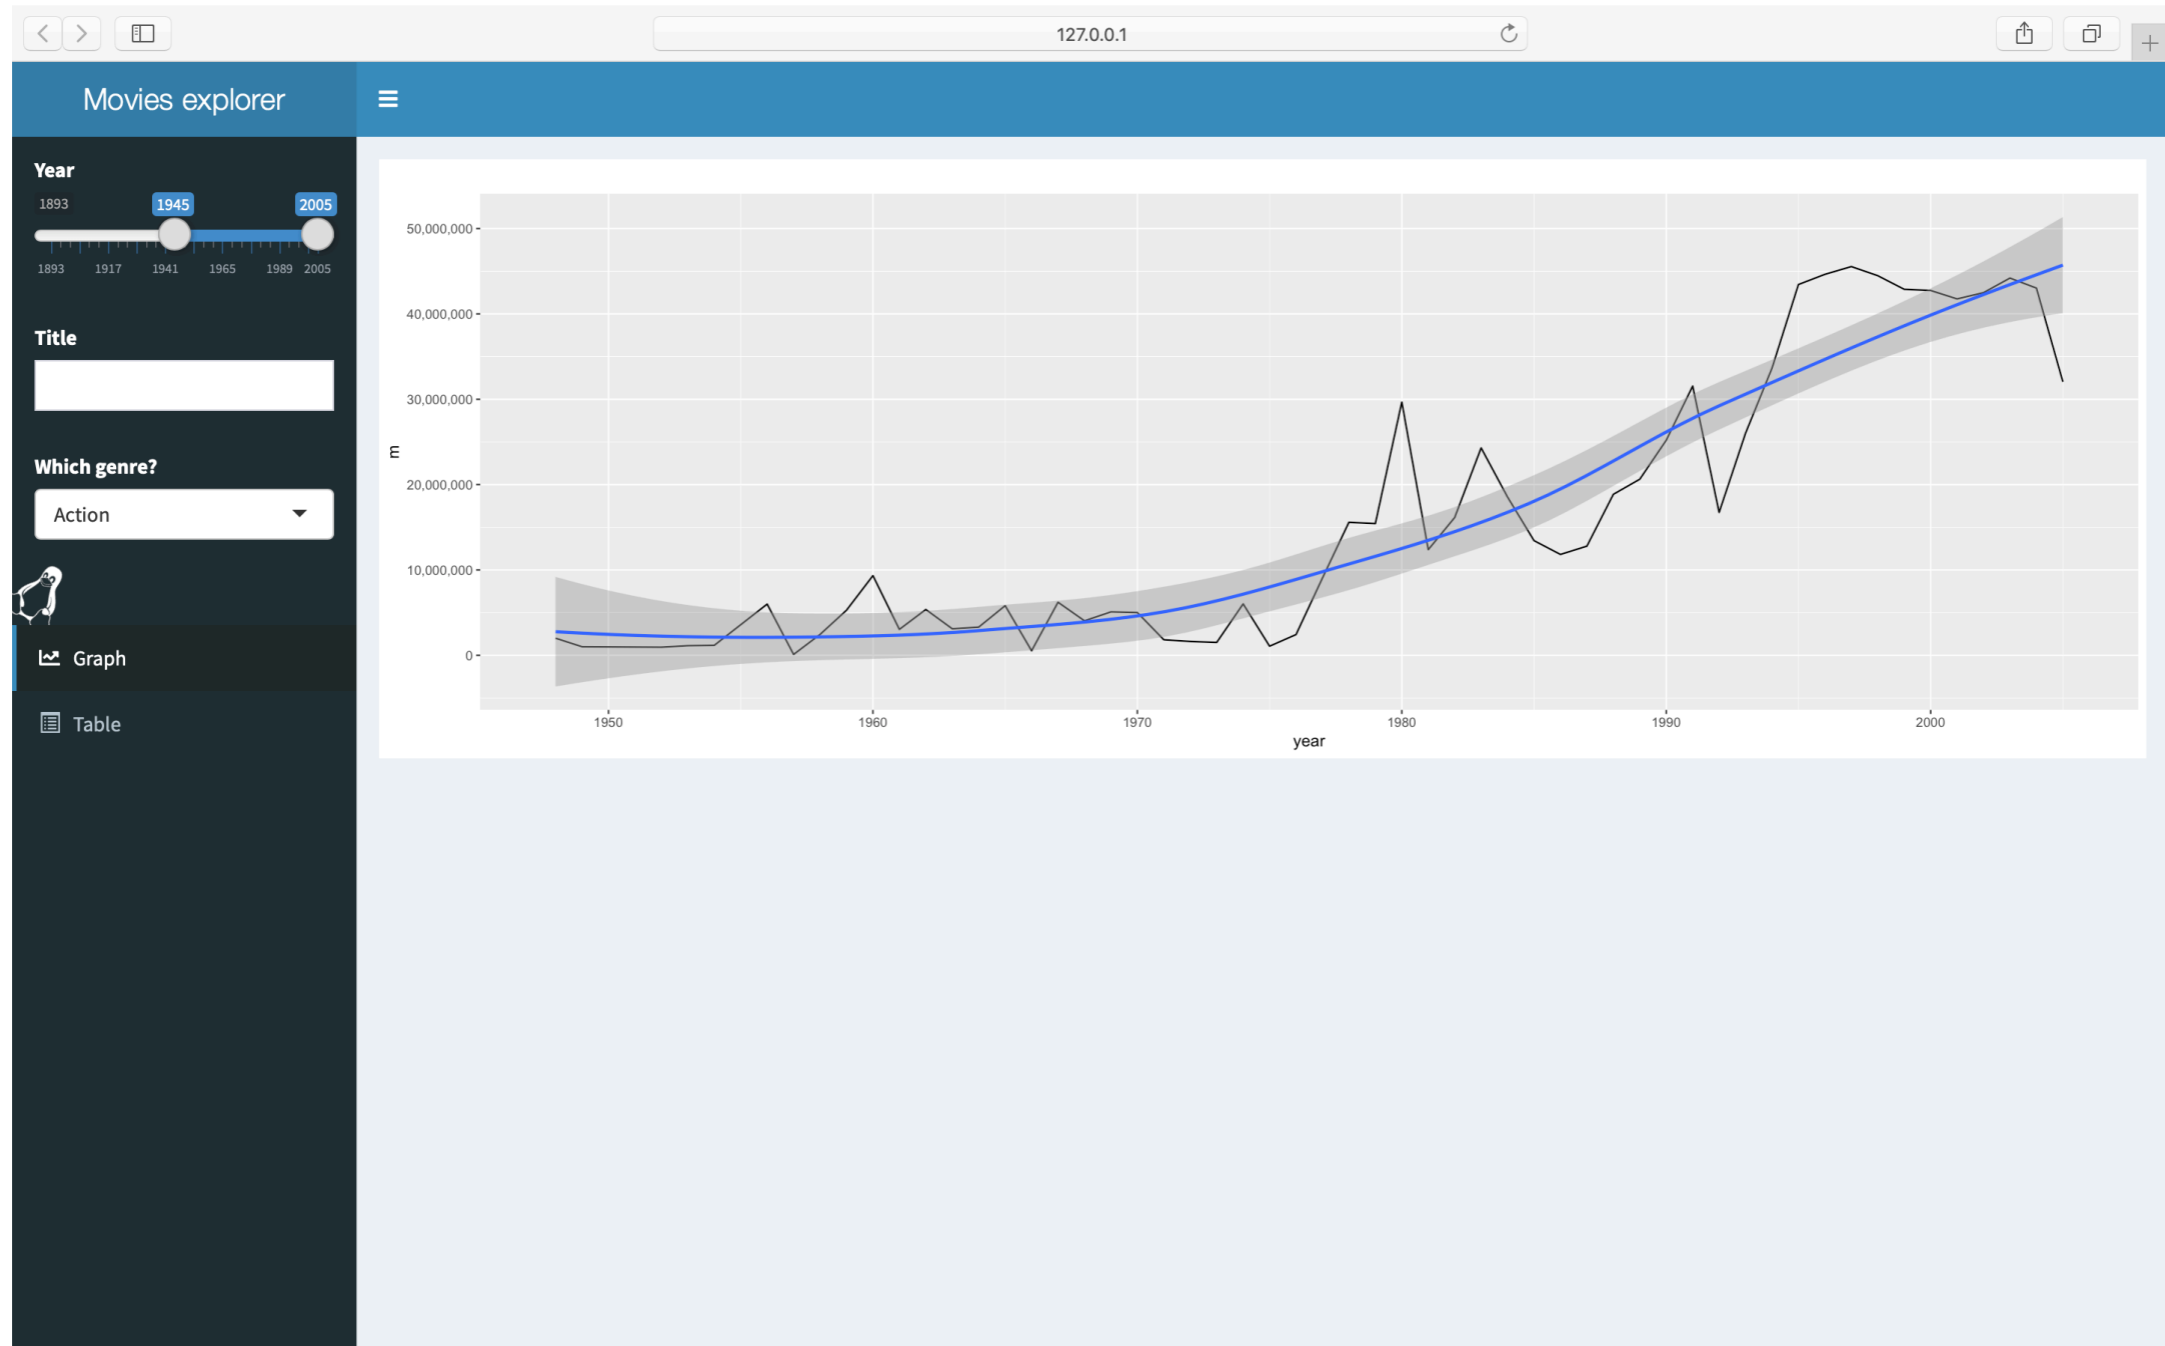 127.0.0.1
Movies explorer
Year
1893 1945 2005
1893 1917 1941 1965 1989 2005
Title
Which genre?
Action
Graph
Table
50,000,000
40,000,000
30,000,000
20,000,000
10,000,000
0
m
1950 1960 1970 1980 1990 2000
year